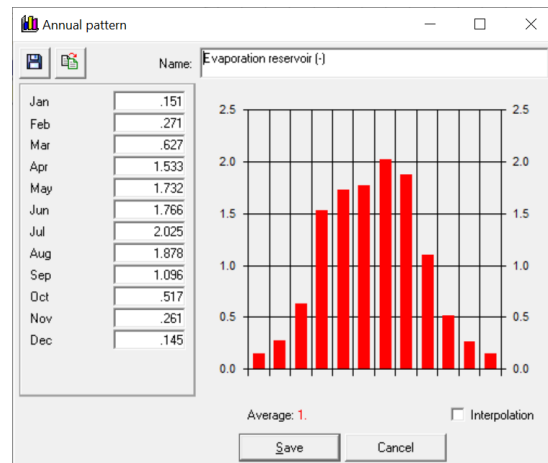 Annual pattern
Name: Evaporation reservoir (-)
Jan .151
Feb .271
Mar .627
Apr 1.533
May 1.732
Jun 1.766
Jul 2.025
Aug 1.878
Sep 1.096
Oct .517
Nov .261
Dec .145
2.5 2.5
2.0 2.0
1.5 1.5
1.0 1.0
0.5 0.5
0.0 0.0
Average: 1. Interpolation
Save Cancel